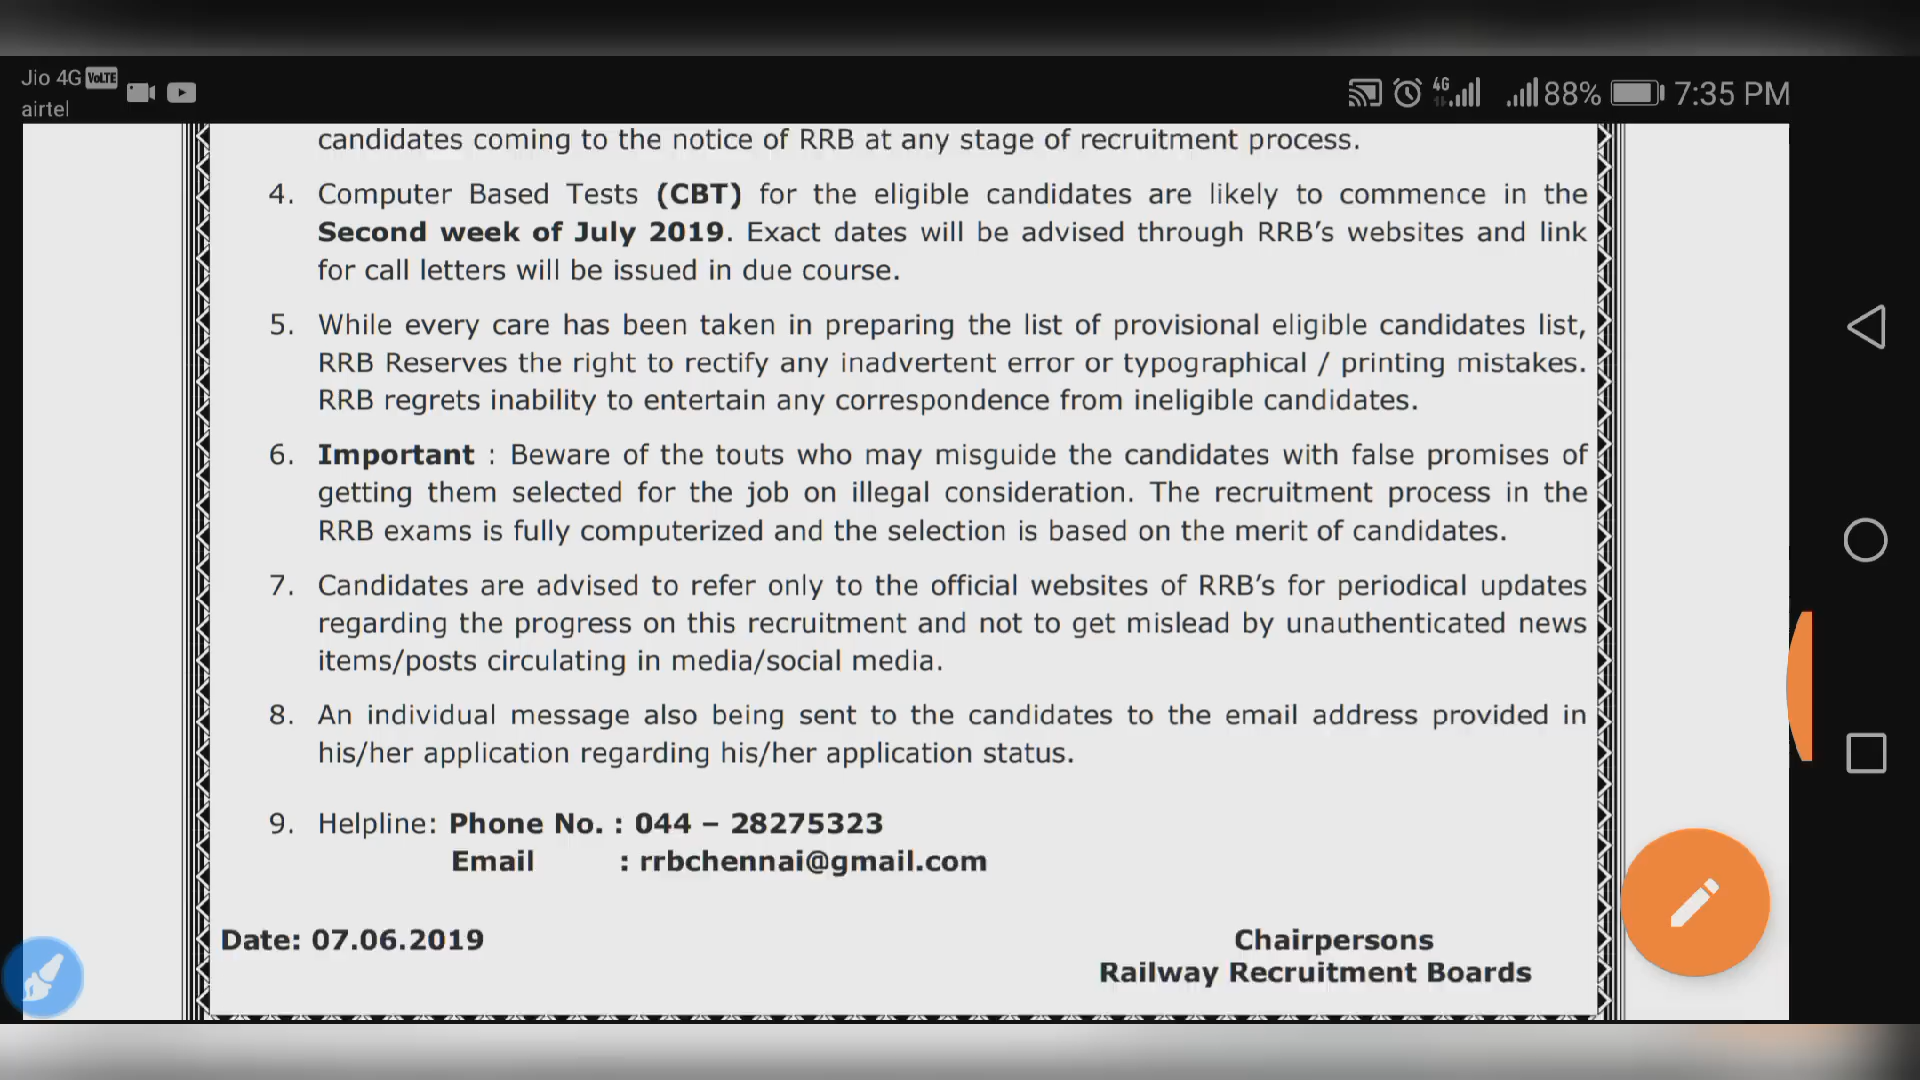 Jio 4G VoLTE
airtel
4G
88%
7:35 PM
candidates coming to the notice of RRB at any stage of recruitment process.
4. Computer Based Tests (CBT) for the eligible candidates are likely to commence in the
Second week of July 2019. Exact dates will be advised through RRB’s websites and link
for call letters will be issued in due course.
5. While every care has been taken in preparing the list of provisional eligible candidates list,
RRB Reserves the right to rectify any inadvertent error or typographical / printing mistakes.
RRB regrets inability to entertain any correspondence from ineligible candidates.
6. Important : Beware of the touts who may misguide the candidates with false promises of
getting them selected for the job on illegal consideration. The recruitment process in the
RRB exams is fully computerized and the selection is based on the merit of candidates.
7. Candidates are advised to refer only to the official websites of RRB’s for periodical updates
regarding the progress on this recruitment and not to get mislead by unauthenticated news
items/posts circulating in media/social media.
8. An individual message also being sent to the candidates to the email address provided in
his/her application regarding his/her application status.
9. Helpline: Phone No. : 044 – 28275323
Email : rrbchennai@gmail.com
Date: 07.06.2019
Chairpersons
Railway Recruitment Boards